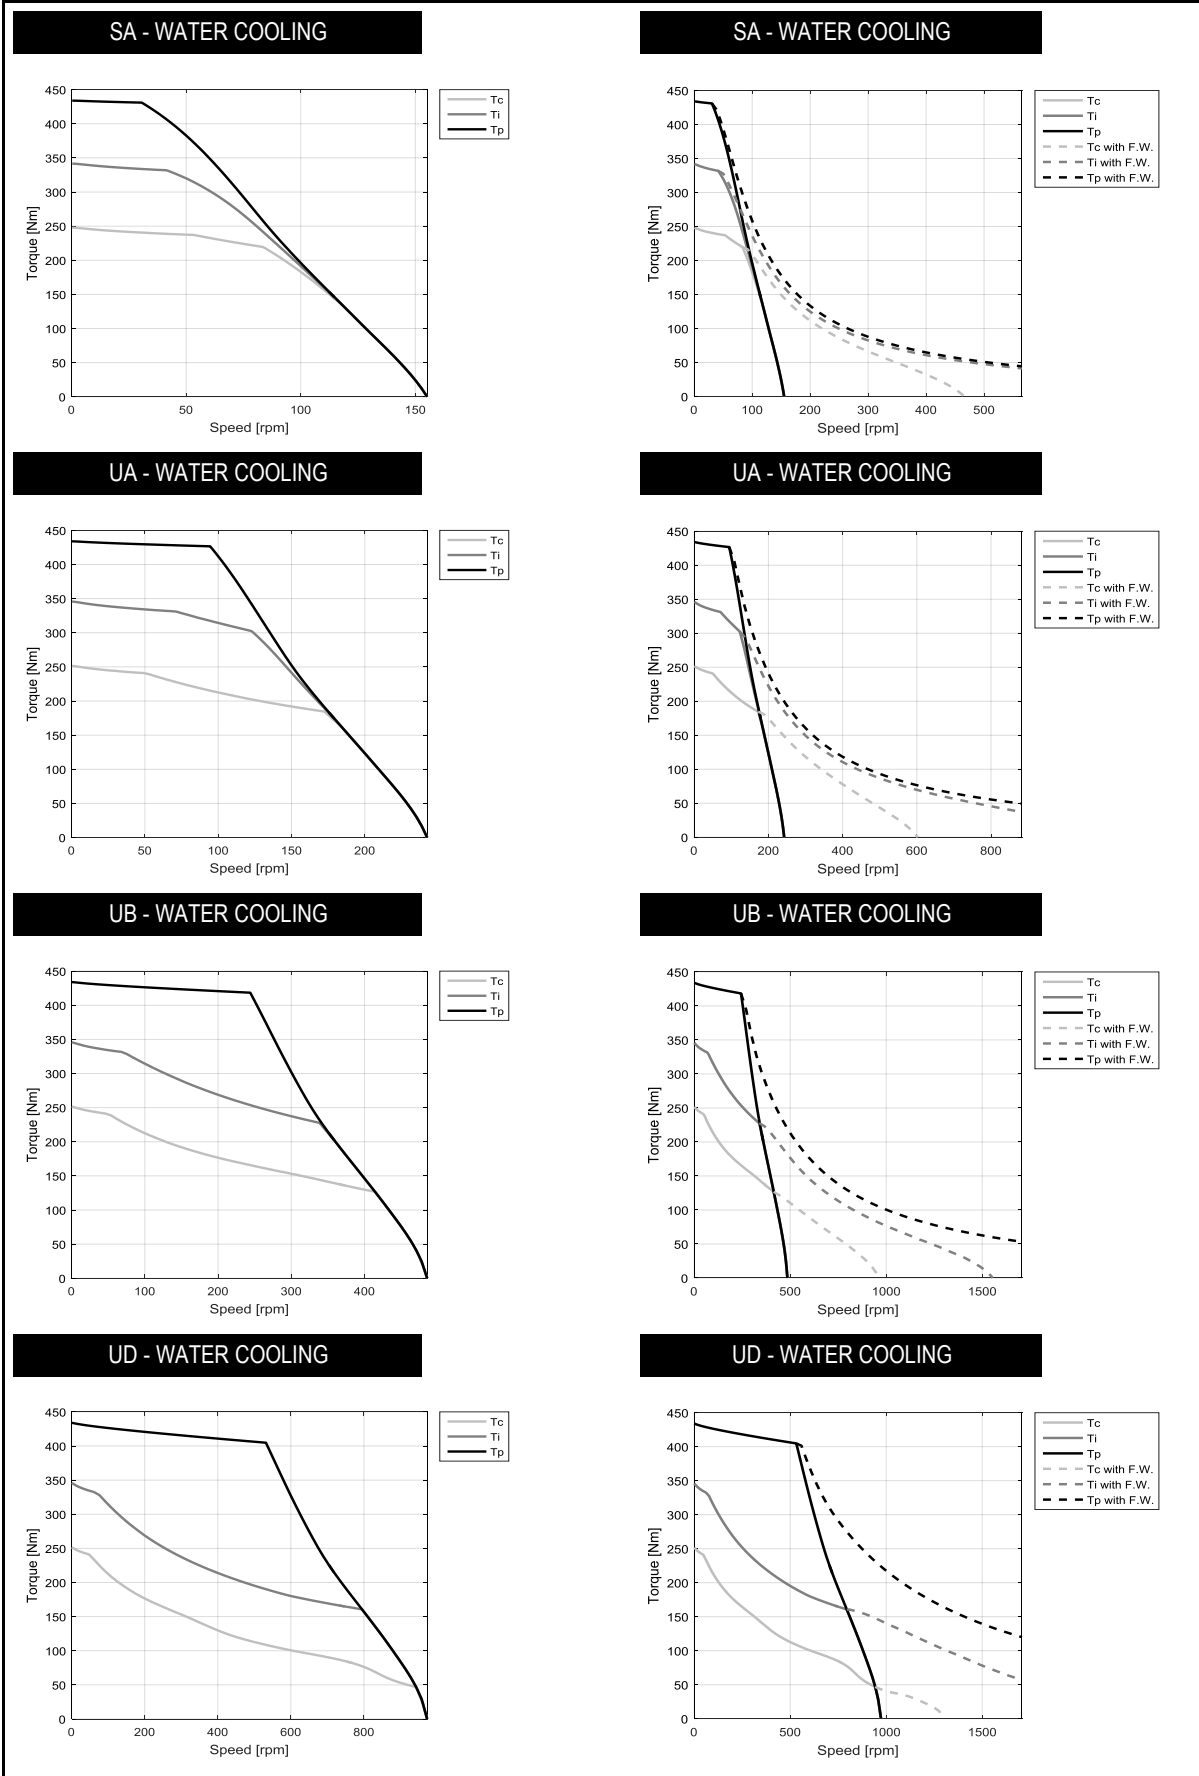 SA - WATER COOLING
SA - WATER COOLING
450
400
350
300
250
200
150
100
50
0
Torque [Nm]
0 50 100 150
Speed [rpm]
Tc
Ti
Tp
450
400
350
300
250
200
150
100
50
0
Torque [Nm]
0 100 200 300 400 500
Speed [rpm]
Tc
Ti
Tp
Tc with F.W.
Ti with F.W.
Tp with F.W.
UA - WATER COOLING
UA - WATER COOLING
450
400
350
300
250
200
150
100
50
0
Torque [Nm]
0 50 100 150 200
Speed [rpm]
Tc
Ti
Tp
450
400
350
300
250
200
150
100
50
0
Torque [Nm]
0 200 400 600 800
Speed [rpm]
Tc
Ti
Tp
Tc with F.W.
Ti with F.W.
Tp with F.W.
UB - WATER COOLING
UB - WATER COOLING
450
400
350
300
250
200
150
100
50
0
Torque [Nm]
0 100 200 300 400
Speed [rpm]
Tc
Ti
Tp
450
400
350
300
250
200
150
100
50
0
Torque [Nm]
0 500 1000 1500
Speed [rpm]
Tc
Ti
Tp
Tc with F.W.
Ti with F.W.
Tp with F.W.
UD - WATER COOLING
UD - WATER COOLING
450
400
350
300
250
200
150
100
50
0
Torque [Nm]
0 200 400 600 800
Speed [rpm]
Tc
Ti
Tp
450
400
350
300
250
200
150
100
50
0
Torque [Nm]
0 500 1000 1500
Speed [rpm]
Tc
Ti
Tp
Tc with F.W.
Ti with F.W.
Tp with F.W.